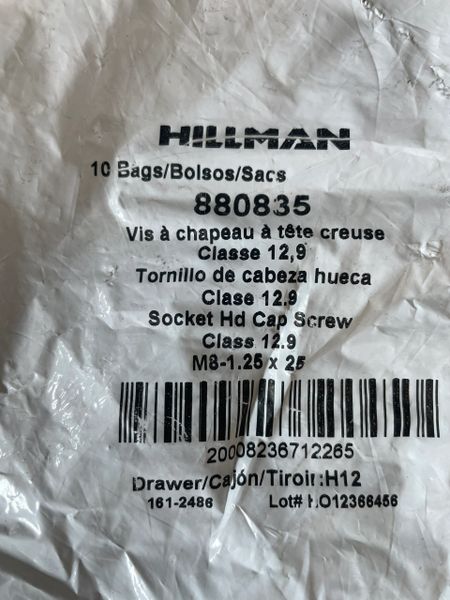 HILLMAN
10 Bags/Bolsos/Sacs
880835
Vis à chapeau à tête creuse
Classe 12,9
Tornillo de cabeza hueca
Clase 12.9
Socket Hd Cap Screw
Class 12.9
M8-1.25 x 25
20008236712265
Drawer/Cajón/Tiroir:H12
161-2486 Lot#